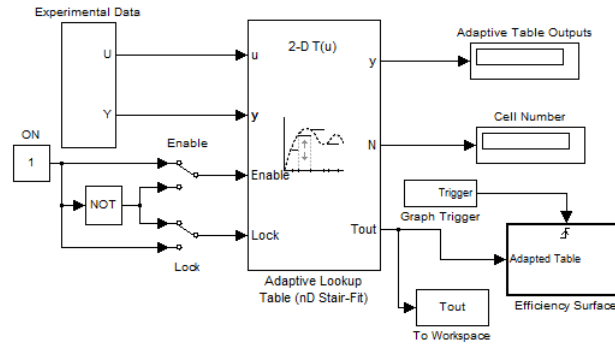 Experimental Data
U
Y
ON
1
NOT
Enable
Lock
2-D T(u)
u
y
Enable
Lock
y
N
Tout
Adaptive Lookup
Table (nD Stair-Fit)
Adaptive Table Outputs
Cell Number
Trigger
Graph Trigger
Adapted Table
Efficiency Surface
Tout
To Workspace